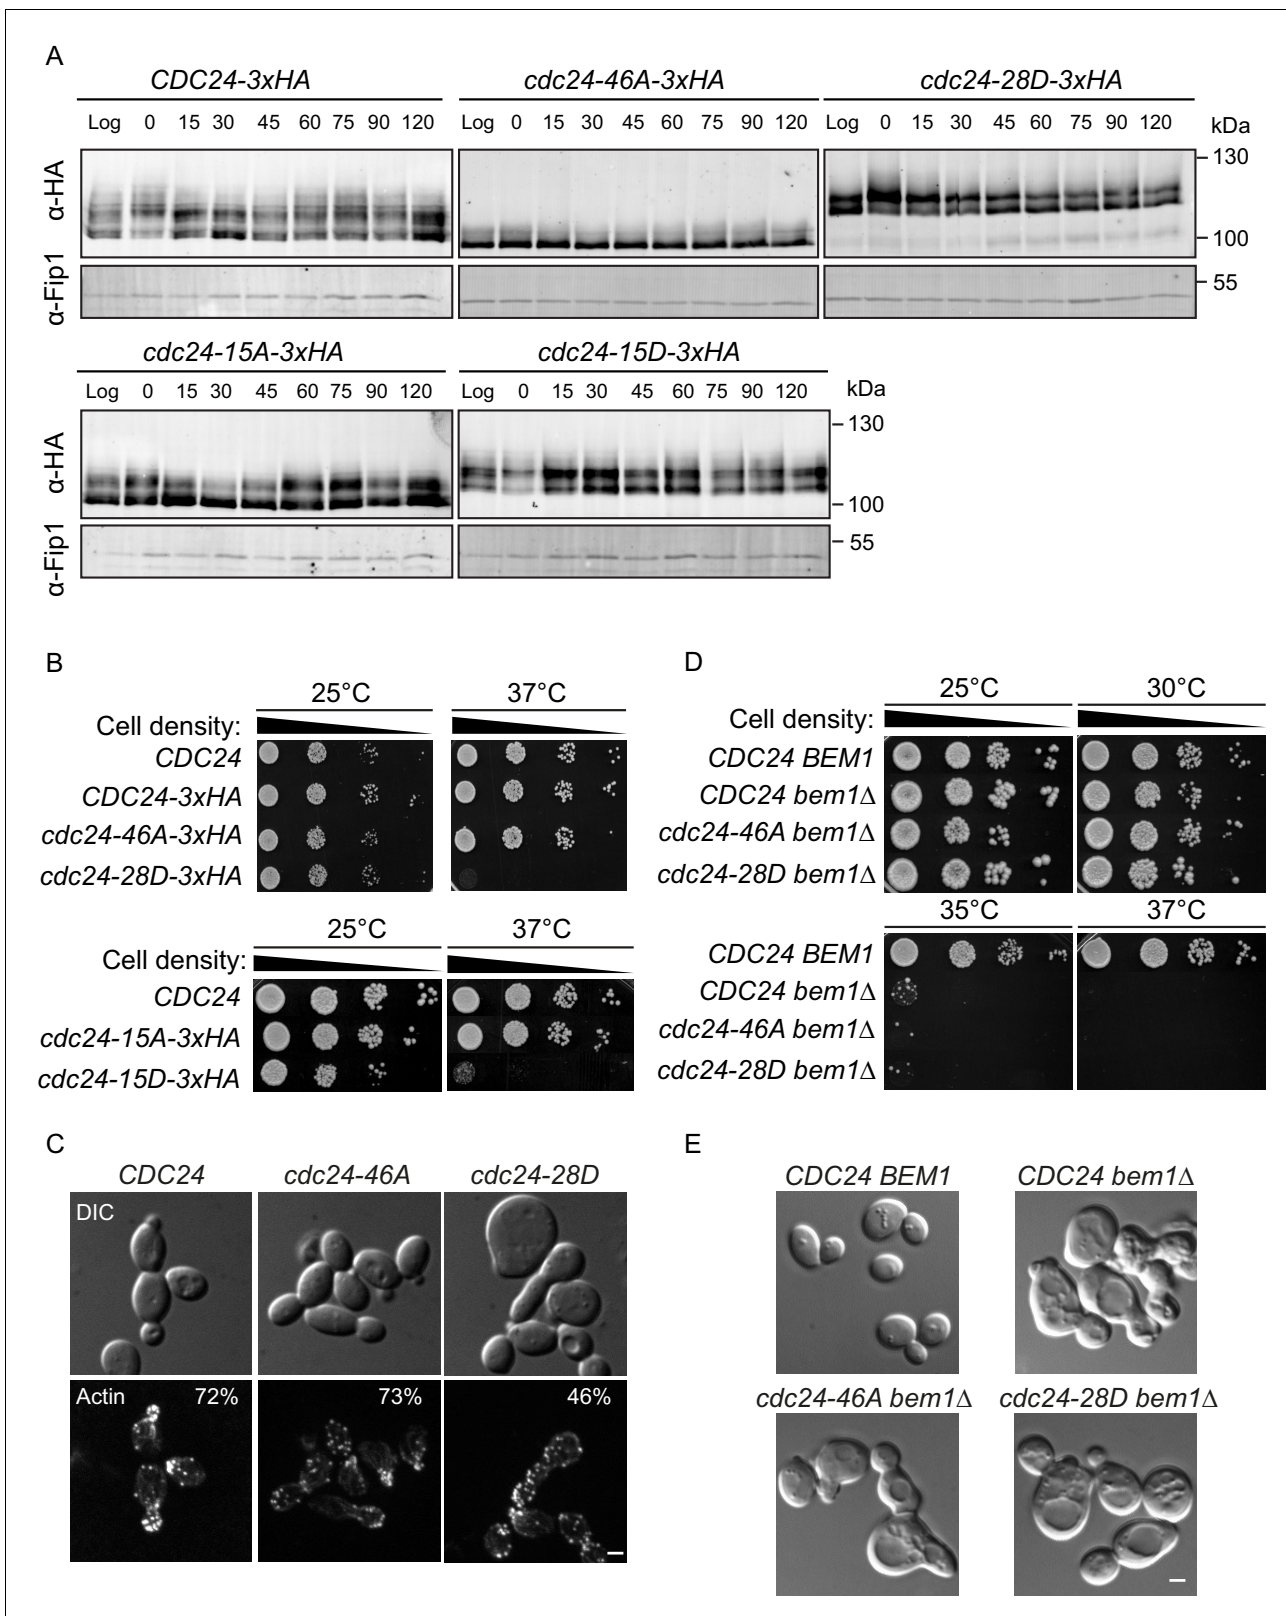 A
CDC24-3xHA cdc24-46A-3xHA cdc24-28D-3xHA
Log 0 15 30 45 60 75 90 120 Log 0 15 30 45 60 75 90 120 Log 0 15 30 45 60 75 90 120 kDa
α-HA
130
100
α-Fip1
55
cdc24-15A-3xHA cdc24-15D-3xHA
Log 0 15 30 45 60 75 90 120 Log 0 15 30 45 60 75 90 120 kDa
α-HA
130
100
α-Fip1
55
B
25°C 37°C
Cell density:
CDC24
CDC24-3xHA
cdc24-46A-3xHA
cdc24-28D-3xHA
25°C 37°C
Cell density:
CDC24
cdc24-15A-3xHA
cdc24-15D-3xHA
D
25°C 30°C
Cell density:
CDC24 BEM1
CDC24 bem1Δ
cdc24-46A bem1Δ
cdc24-28D bem1Δ
35°C 37°C
CDC24 BEM1
CDC24 bem1Δ
cdc24-46A bem1Δ
cdc24-28D bem1Δ
C
CDC24 cdc24-46A cdc24-28D
DIC
Actin 72% 73% 46%
E
CDC24 BEM1 CDC24 bem1Δ
cdc24-46A bem1Δ cdc24-28D bem1Δ